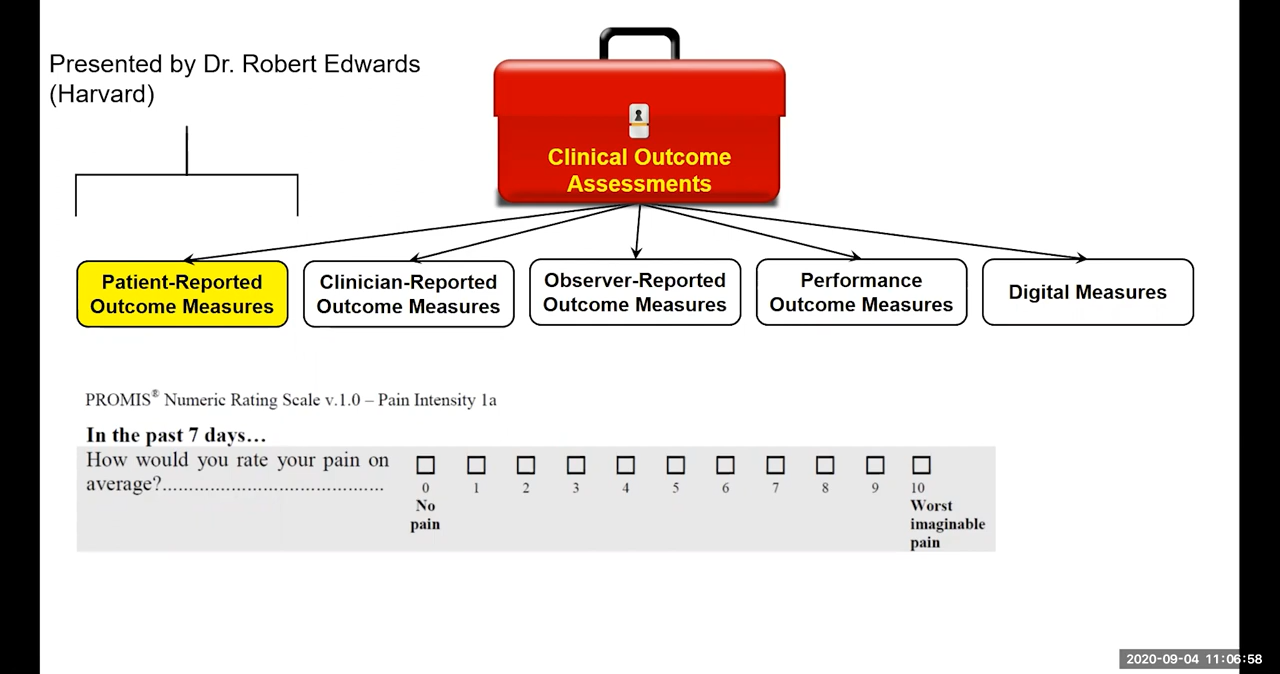 Presented by Dr. Robert Edwards
(Harvard)
Clinical Outcome
Assessments
Patient-Reported
Outcome Measures
Clinician-Reported
Outcome Measures
Observer-Reported
Outcome Measures
Performance
Outcome Measures
Digital Measures
PROMIS® Numeric Rating Scale v.1.0 – Pain Intensity 1a
In the past 7 days…
How would you rate your pain on
average?..........................................
0 1 2 3 4 5 6 7 8 9 10
No
pain
Worst
imaginable
pain
2020-09-04 11:06:58